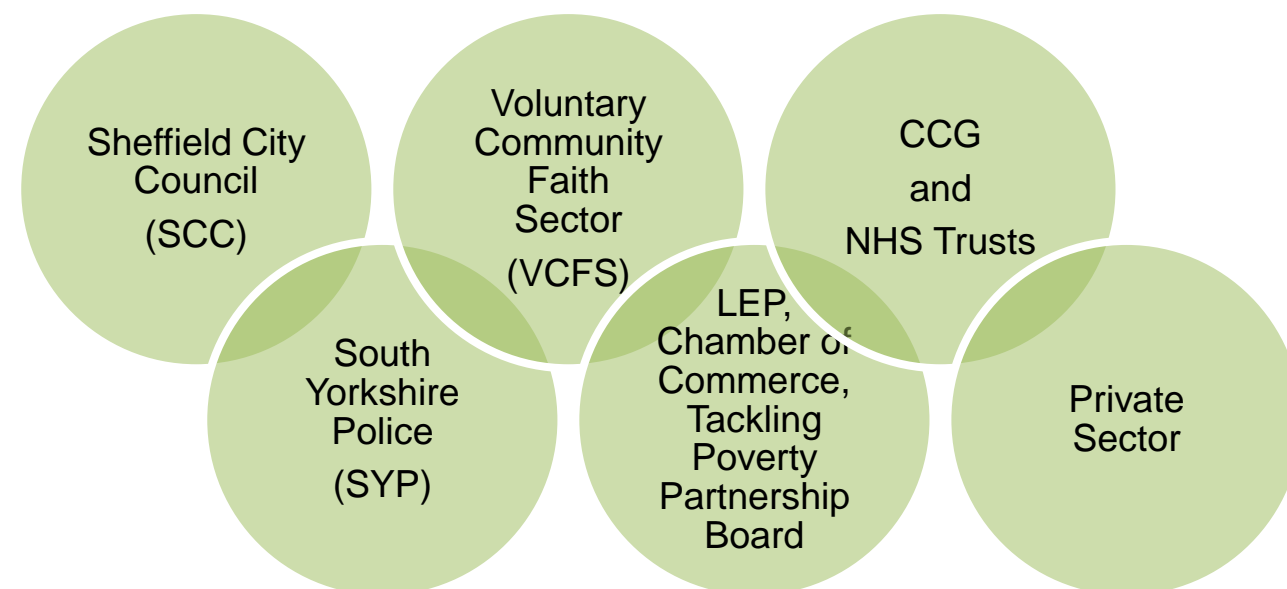 Sheffield City
Council
(SCC)
Voluntary
Community
Faith
Sector
(VCFS)
CCG
and
NHS Trusts
South
Yorkshire
Police
(SYP)
LEP,
Chamber of
Commerce,
Tackling
Poverty
Partnership
Board
Private
Sector